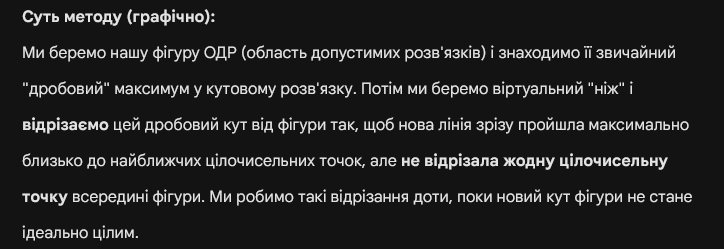 Суть методу (графічно):
Ми беремо нашу фігуру ОДР (область допустимих розв'язків) і знаходимо її звичайний
"дробовий" максимум у кутовому розв'язку. Потім ми беремо віртуальний "ніж" і
відрізаємо цей дробовий кут від фігури так, щоб нова лінія зрізу пройшла максимально
близько до найближчих цілочисельних точок, але не відрізала жодну цілочисельну
точку всередині фігури. Ми робимо такі відрізання доти, поки новий кут фігури не стане
ідеально цілим.